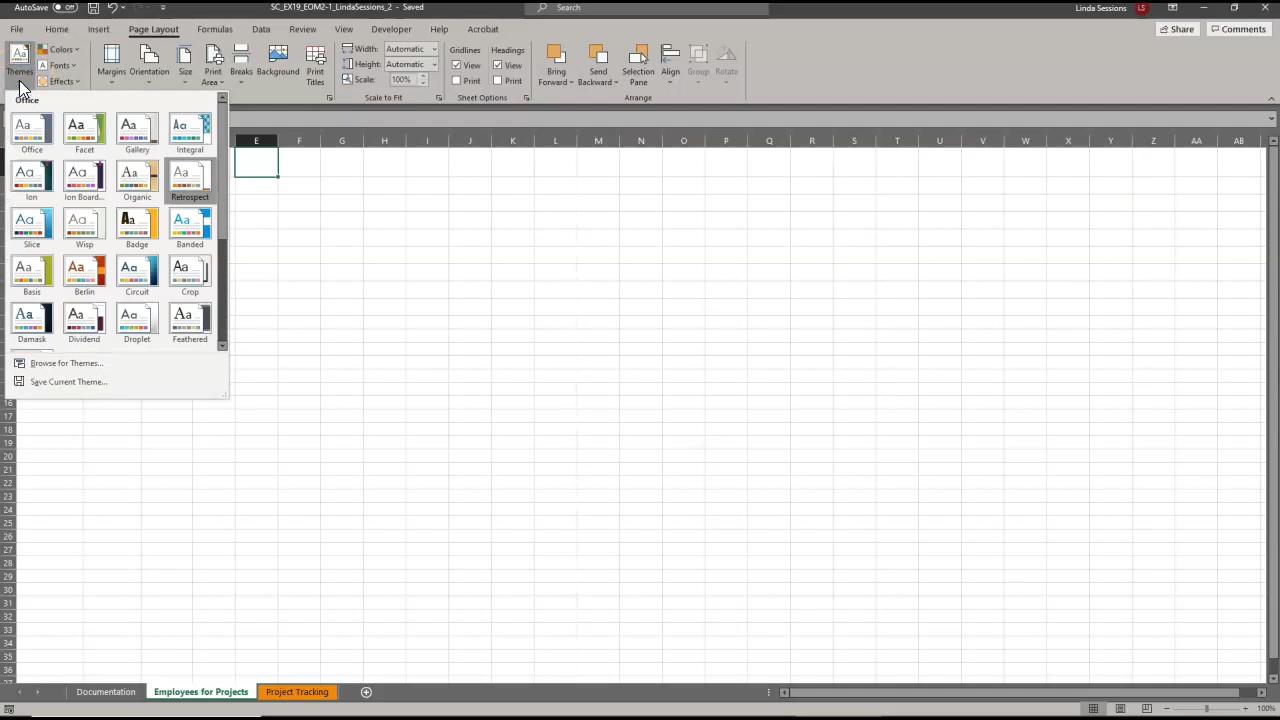 AutoSave Off
SC_EX19_EOM2-1_LindaSessions_2 - Saved
Search
Linda Sessions LS
File Home Insert Page Layout Formulas Data Review View Developer Help Acrobat
Share Comments
Themes
Colors
Fonts
Effects
Margins Orientation Size Print Area Breaks Background Print Titles
Width: Automatic
Height: Automatic
Scale: 100%
Scale to Fit
Gridlines Headings
View View
Print Print
Sheet Options
Bring Forward Send Backward Selection Pane Align Group Rotate
Arrange
Office
Office Facet Gallery Integral
Ion Ion Board... Organic Retrospect
Slice Wisp Badge Banded
Basis Berlin Circuit Crop
Damask Dividend Droplet Feathered
Browse for Themes...
Save Current Theme...
E F G H I J K L M N O P Q R S T U V W X Y Z AA AB
16
17
18
19
20
21
22
23
24
25
26
27
28
29
30
31
32
33
34
35
36
Documentation Employees for Projects Project Tracking
100%